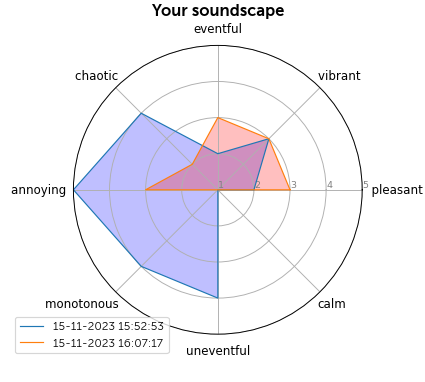 Your soundscape
eventful
chaotic
vibrant
annoying
1 2 3 4 5
pleasant
monotonous
calm
uneventful
15-11-2023 15:52:53
15-11-2023 16:07:17